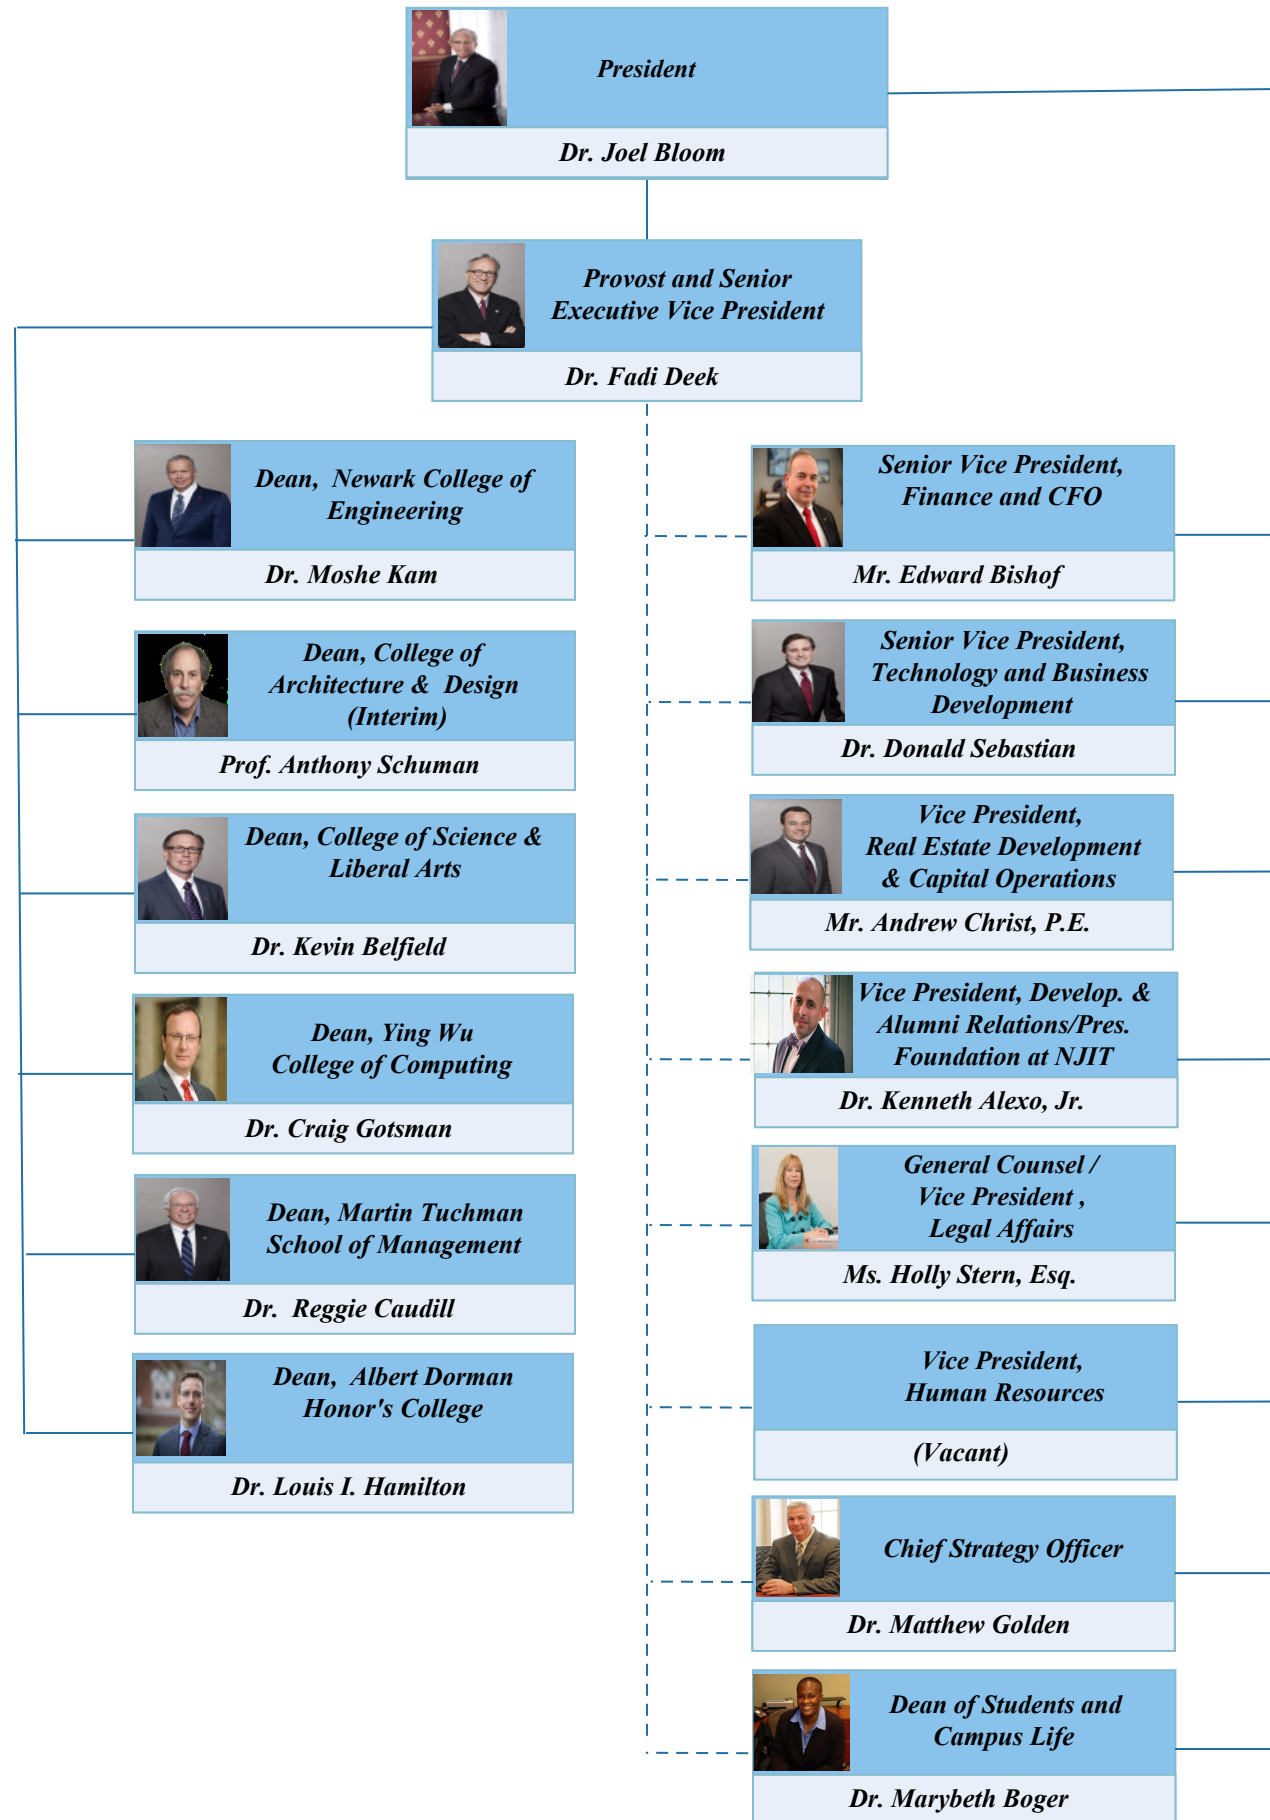 President
Dr. Joel Bloom
Provost and Senior
Executive Vice President
Dr. Fadi Deek
Dean, Newark College of
Engineering
Dr. Moshe Kam
Dean, College of
Architecture & Design
(Interim)
Prof. Anthony Schuman
Dean, College of Science &
Liberal Arts
Dr. Kevin Belfield
Dean, Ying Wu
College of Computing
Dr. Craig Gotsman
Dean, Martin Tuchman
School of Management
Dr. Reggie Caudill
Dean, Albert Dorman
Honor's College
Dr. Louis I. Hamilton
Senior Vice President,
Finance and CFO
Mr. Edward Bishof
Senior Vice President,
Technology and Business
Development
Dr. Donald Sebastian
Vice President,
Real Estate Development
& Capital Operations
Mr. Andrew Christ, P.E.
Vice President, Develop. &
Alumni Relations/Pres.
Foundation at NJIT
Dr. Kenneth Alexo, Jr.
General Counsel /
Vice President ,
Legal Affairs
Ms. Holly Stern, Esq.
Vice President,
Human Resources
(Vacant)
Chief Strategy Officer
Dr. Matthew Golden
Dean of Students and
Campus Life
Dr. Marybeth Boger